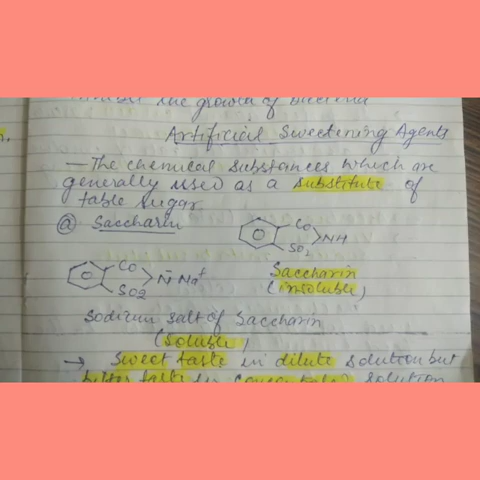 the growth of bacteria
Artificial Sweetening Agents
— The chemical substances which are
generally used as a substitute of
table sugar
@ Saccharin
CO
SO2
NH
CO
SO2
N̄ Na+
Saccharin
(insoluble)
Sodium salt of Saccharin
(Soluble)
→ Sweet taste in dilute solution but
bitter taste in concentrated solution